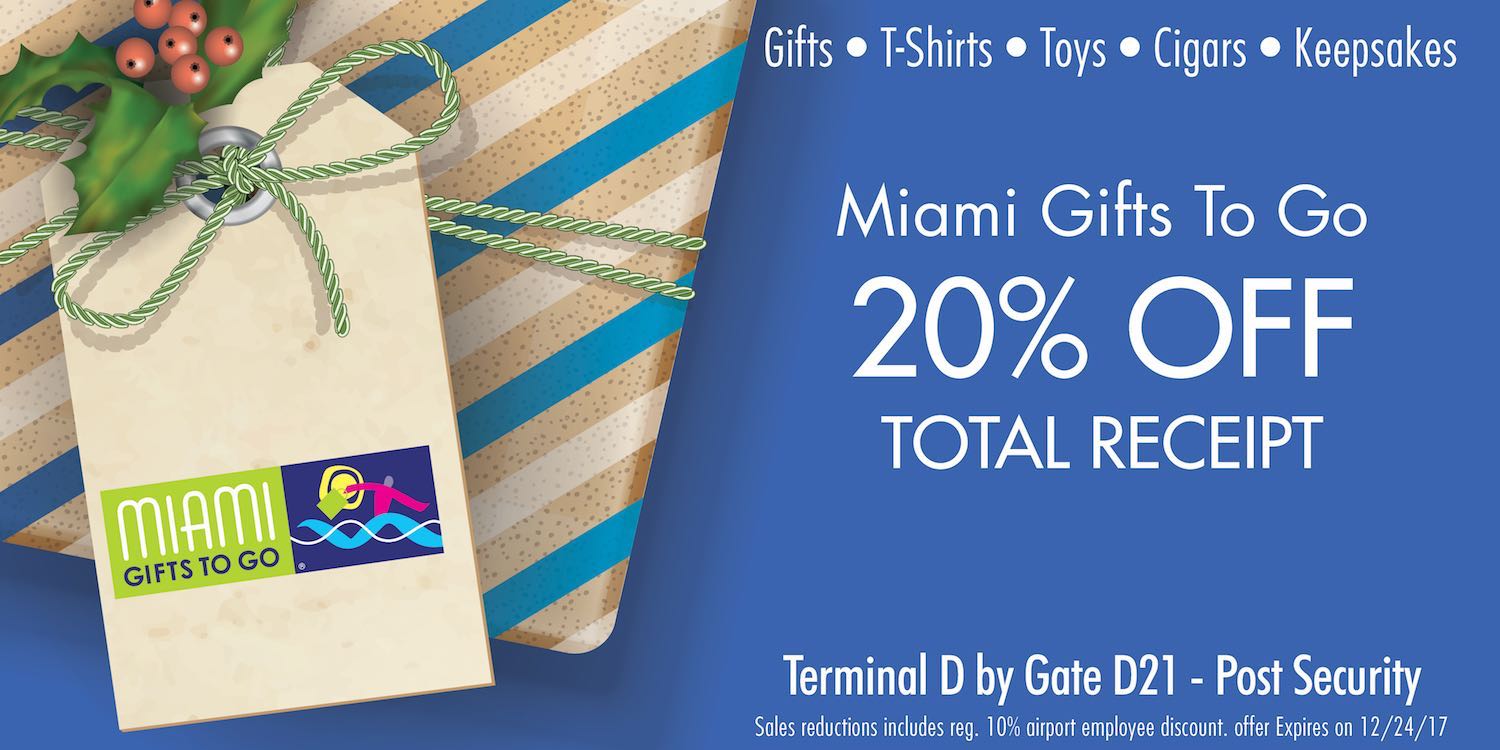 Gifts • T-Shirts • Toys • Cigars • Keepsakes
Miami Gifts To Go
20% OFF
TOTAL RECEIPT
MIAMI
GIFTS TO GO
®
Terminal D by Gate D21 - Post Security
Sales reductions includes reg. 10% airport employee discount. offer Expires on 12/24/17